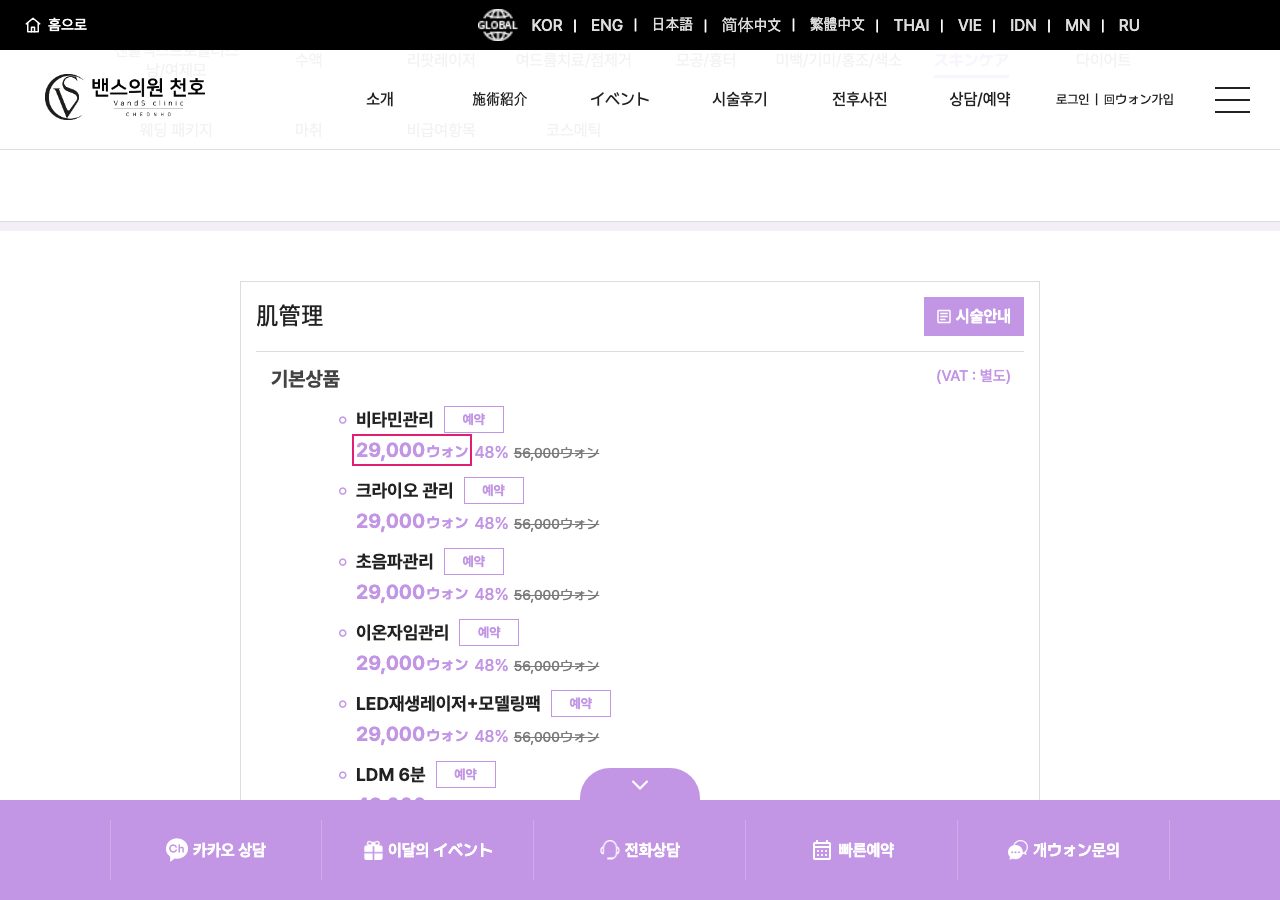 홈으로
GLOBAL KOR | ENG | 日本語 | 简体中文 | 繁體中文 | THAI | VIE | IDN | MN | RU
수액 리팟레이저 여드름치료/점제거 모공/흉터 미백/기미/홍조/색소 スキンケア 다이어트
밴스의원 천호
VandS clinic
CHEONHO
소개 施術紹介 イベント 시술후기 전후사진 상담/예약 로그인 | 回ウォン가입
웨딩 패키지 마취 비급여항목 코스메틱
肌管理
시술안내
기본상품
(VAT : 별도)
비타민관리 예약
29,000ウォン 48% 56,000ウォン
크라이오 관리 예약
29,000ウォン 48% 56,000ウォン
초음파관리 예약
29,000ウォン 48% 56,000ウォン
이온자임관리 예약
29,000ウォン 48% 56,000ウォン
LED재생레이저+모델링팩 예약
29,000ウォン 48% 56,000ウォン
LDM 6분 예약
Ch 카카오 상담
이달의 イベント
전화상담
빠른예약
개ウォン문의